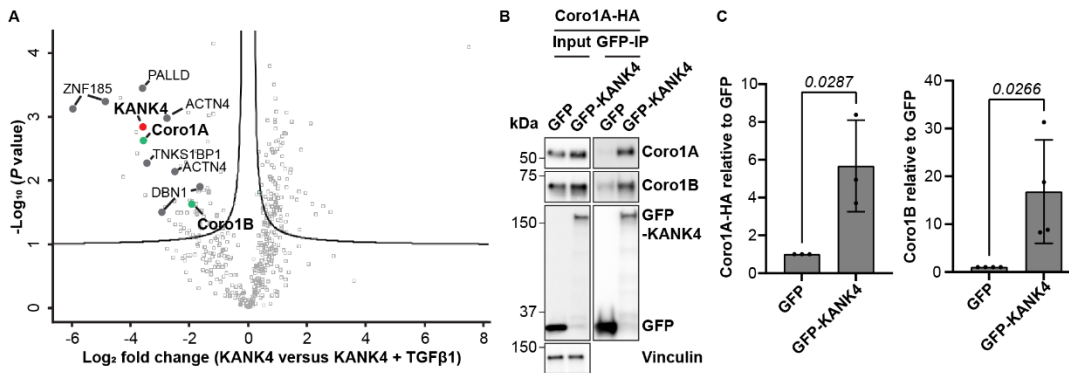 A
-Log₁₀ (P value)
4
3
2
1
0
ZNF185
PALLD
KANK4
ACTN4
Coro1A
TNKS1BP1
ACTN4
DBN1
Coro1B
-6
-4
-2
0
2
4
6
8
Log₂ fold change (KANK4 versus KANK4 + TGFβ1)
B
Coro1A-HA
Input GFP-IP
GFP
GFP-KANK4
GFP
GFP-KANK4
kDa
50
Coro1A
75
Coro1B
150
GFP
-KANK4
37
GFP
150
Vinculin
C
Coro1A-HA relative to GFP
10
8
6
4
2
0
0.0287
GFP
GFP-KANK4
Coro1B relative to GFP
40
30
20
10
0
0.0266
GFP
GFP-KANK4